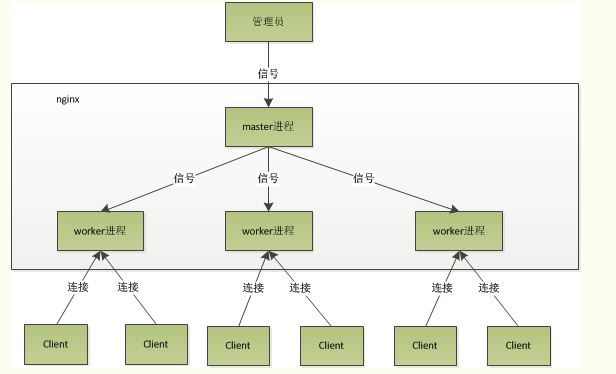 管理员
信号
nginx
master进程
信号 信号 信号
worker进程 worker进程 worker进程
连接 连接 连接 连接 连接 连接
Client Client Client Client Client Client